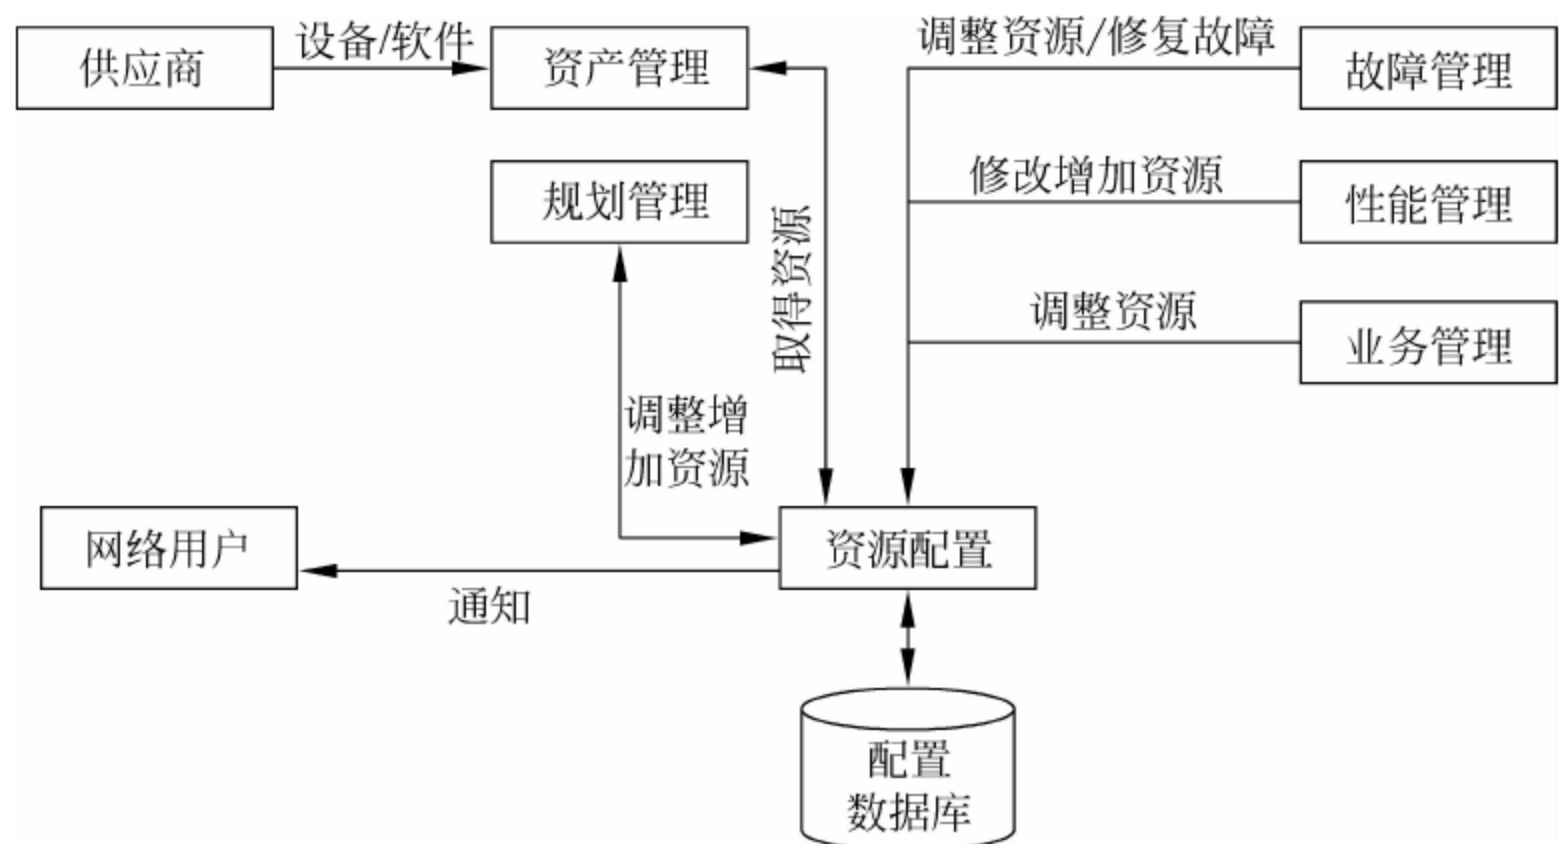 供应商
设备/软件
资产管理
调整资源/修复故障
故障管理
规划管理
取得资源
修改增加资源
性能管理
调整资源
业务管理
调整增
加资源
网络用户
通知
资源配置
配置
数据库